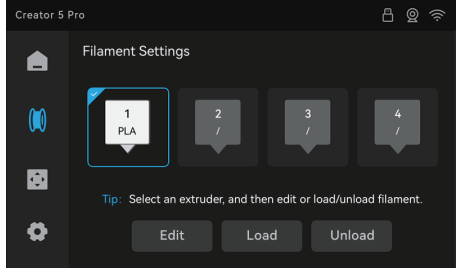 Creator 5 Pro
Filament Settings
1
PLA
2
/
3
/
4
/
Tip: Select an extruder, and then edit or load/unload filament.
Edit
Load
Unload